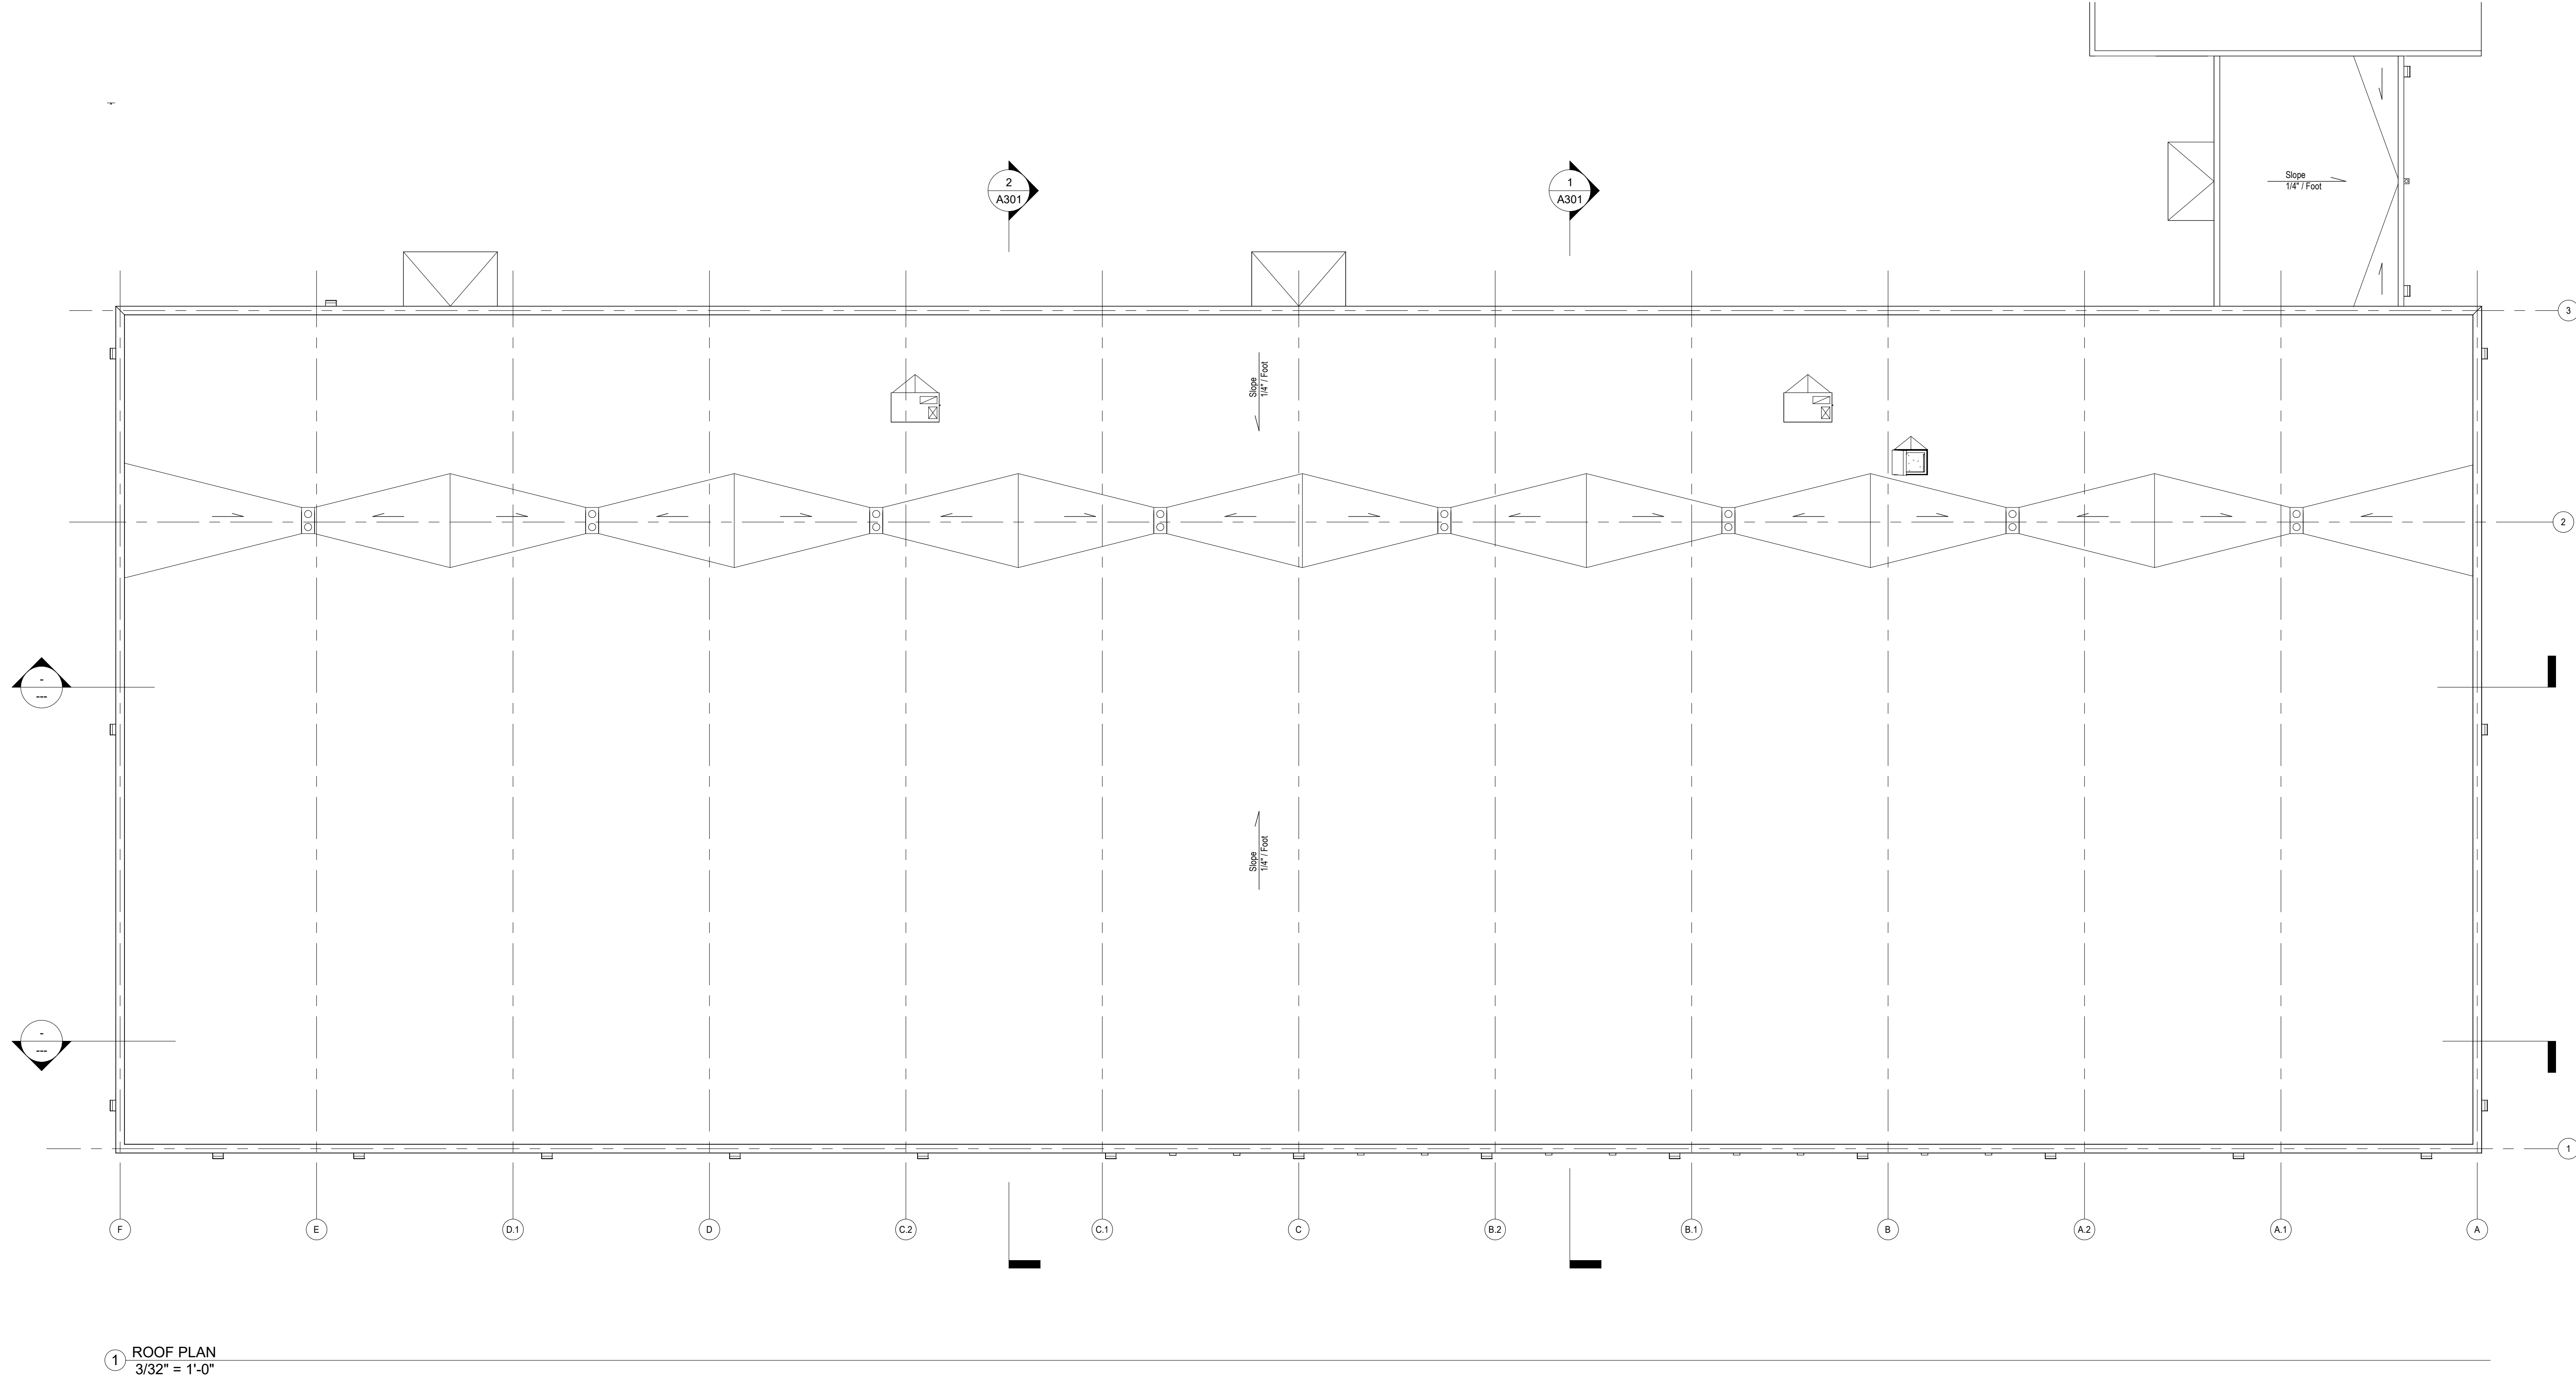 2
A301
1
A301
Slope
1/4" / Foot
3
Slope
1/4" / Foot
2
-
---
Slope
1/4" / Foot
-
---
1
F
E
D.1
D
C.2
C.1
C
B.2
B.1
B
A.2
A.1
A
1
ROOF PLAN
3/32" = 1'-0"